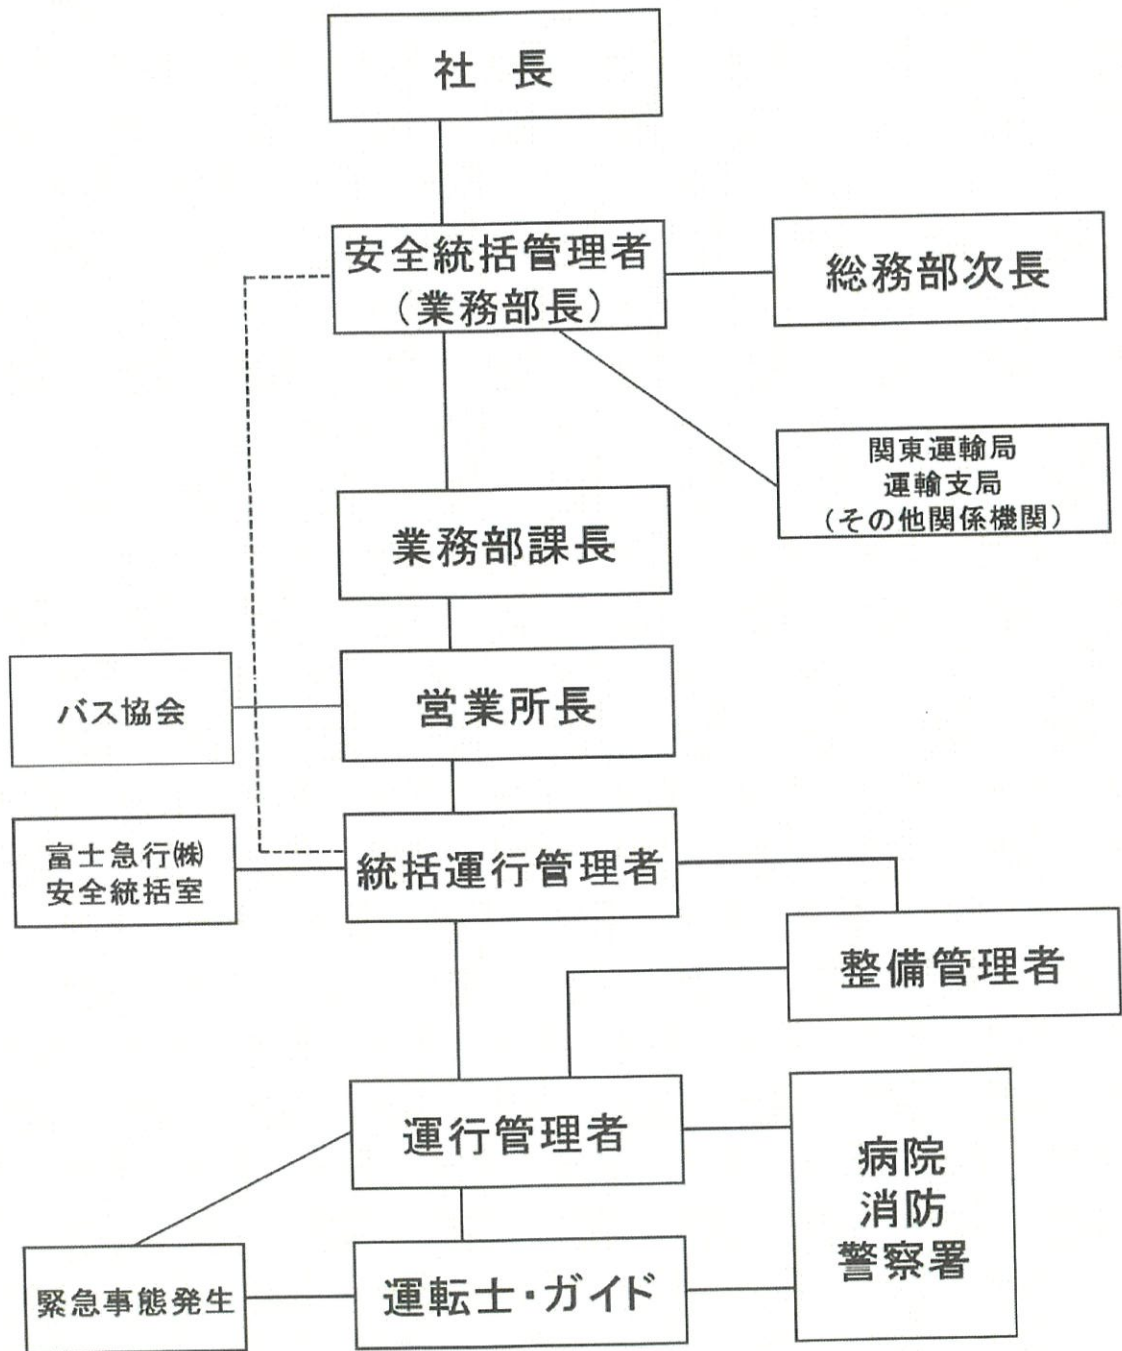 社 長
安全統括管理者
（業務部長）
総務部次長
関東運輸局
運輸支局
（その他関係機関）
業務部課長
バス協会
営業所長
富士急行㈱
安全統括室
統括運行管理者
整備管理者
運行管理者
病院
消防
警察署
緊急事態発生
運転士・ガイド